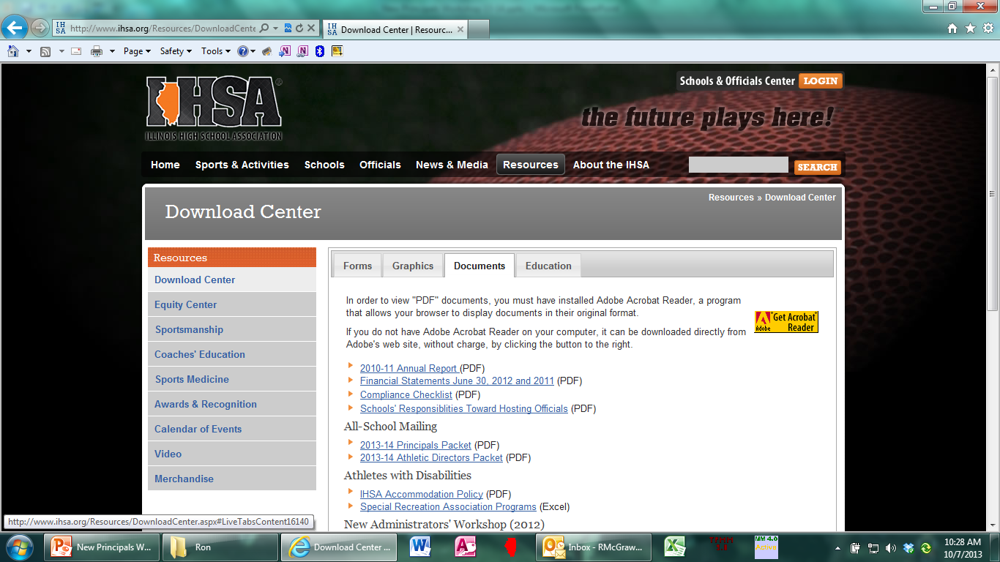 IH
SA
http://www.ihsa.org/Resources/DownloadCente
IH
SA
Download Center | Resourc...
Page
Safety
Tools
IHSA
®
ILLINOIS HIGH SCHOOL ASSOCIATION
Schools & Officials Center LOGIN
the future plays here!
Home Sports & Activities Schools Officials News & Media Resources About the IHSA SEARCH
Resources » Download Center
Download Center
Resources
Download Center
Equity Center
Sportsmanship
Coaches' Education
Sports Medicine
Awards & Recognition
Calendar of Events
Video
Merchandise
Forms Graphics Documents Education
In order to view "PDF" documents, you must have installed Adobe Acrobat Reader, a program
that allows your browser to display documents in their original format.
If you do not have Adobe Acrobat Reader on your computer, it can be downloaded directly from
Adobe's web site, without charge, by clicking the button to the right.
Get Acrobat
Reader
Adobe
2010-11 Annual Report (PDF)
Financial Statements June 30, 2012 and 2011 (PDF)
Compliance Checklist (PDF)
Schools' Responsiblities Toward Hosting Officials (PDF)
All-School Mailing
2013-14 Principals Packet (PDF)
2013-14 Athletic Directors Packet (PDF)
Athletes with Disabilities
IHSA Accommodation Policy (PDF)
Special Recreation Association Programs (Excel)
New Administrators' Workshop (2012)
http://www.ihsa.org/Resources/DownloadCenter.aspx#LiveTabsContent16140
New Principals W...
Ron
Download Center ...
Inbox - RMcGraw...
MM 4.0
Active
10:28 AM
10/7/2013